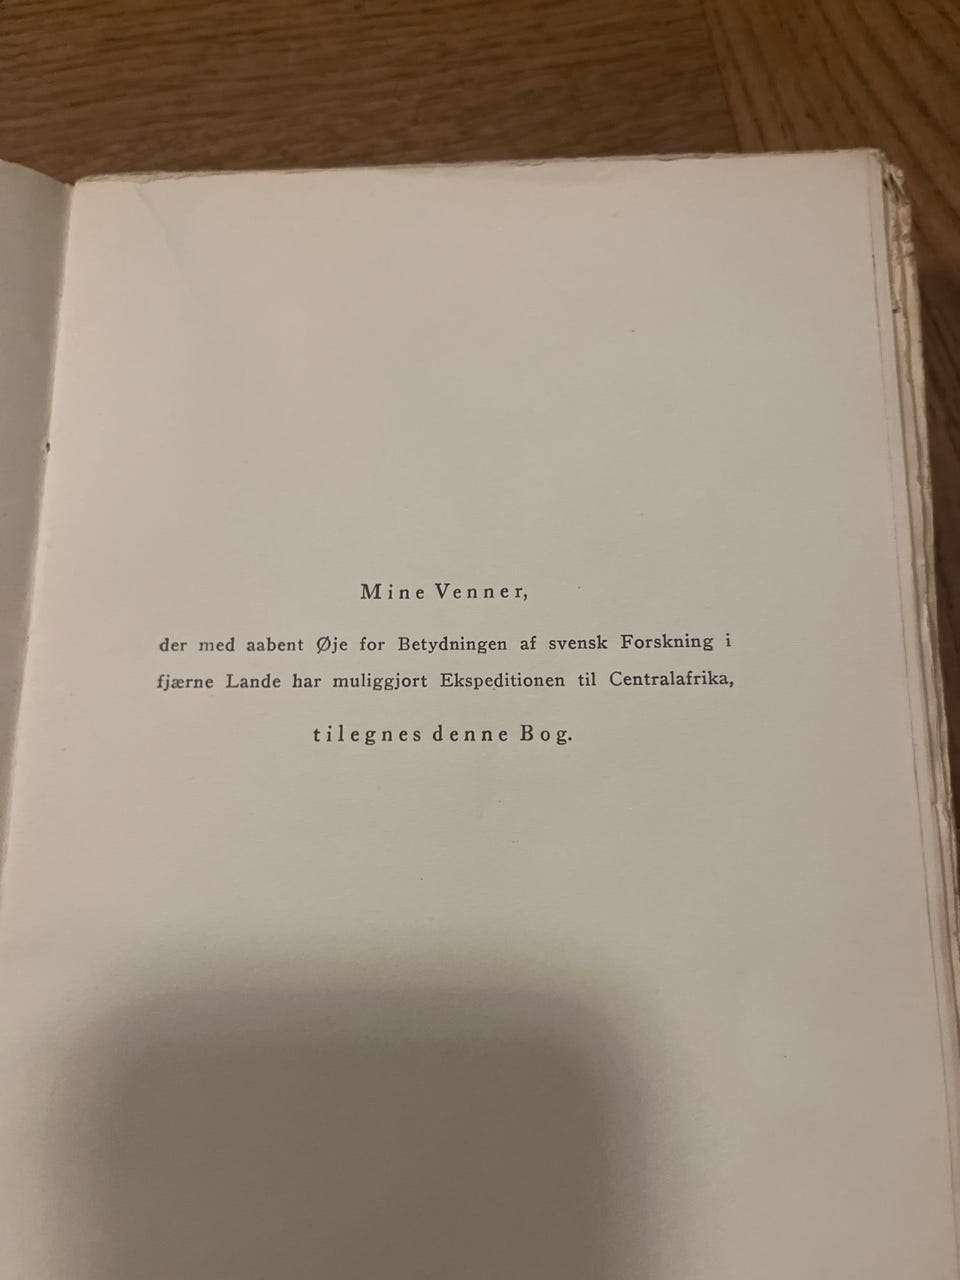 Mine Venner,
der med aabent Øje for Betydningen af svensk Forskning i
fjærne Lande har muliggjort Ekspeditionen til Centralafrika,
tilegnes denne Bog.